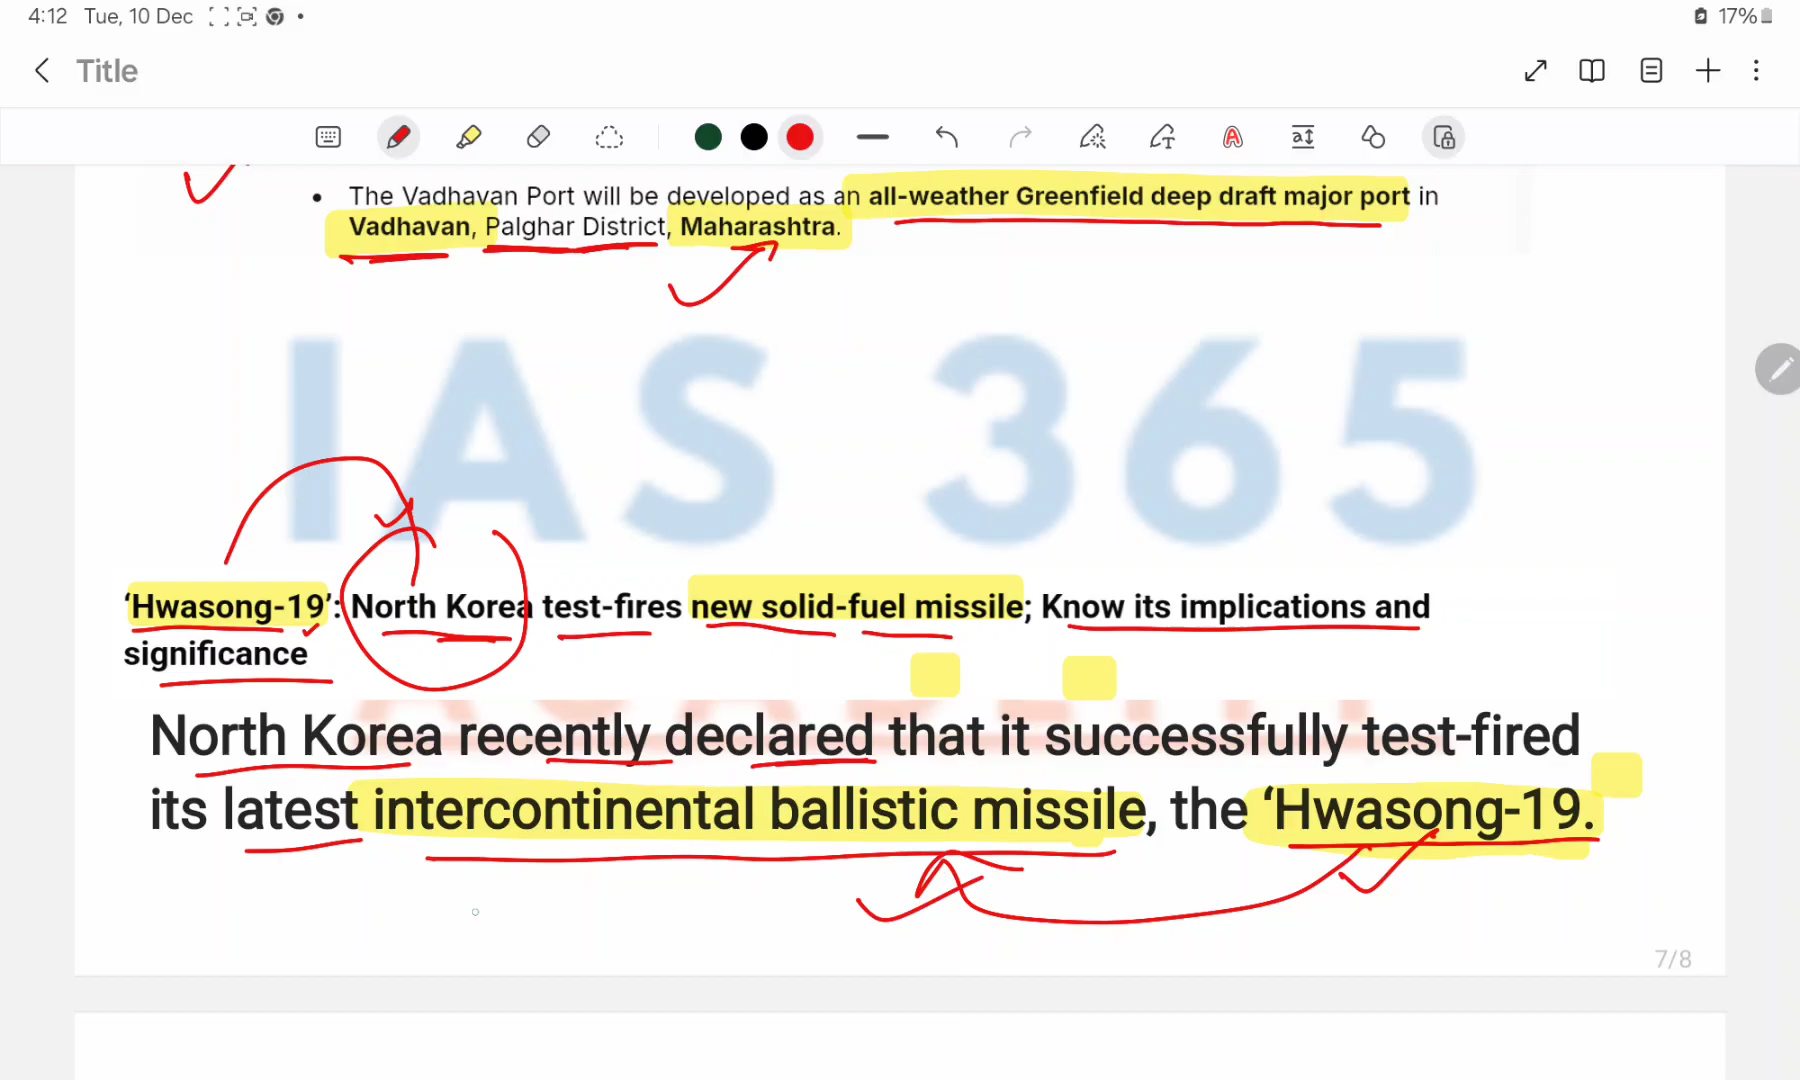 4:12 Tue, 10 Dec
17%
Title
The Vadhavan Port will be developed as an all-weather Greenfield deep draft major port in
Vadhavan, Palghar District, Maharashtra.
IAS 365
‘Hwasong-19’: North Korea test-fires new solid-fuel missile; Know its implications and
significance
ACADEMY
North Korea recently declared that it successfully test-fired
its latest intercontinental ballistic missile, the ‘Hwasong-19.
7/8